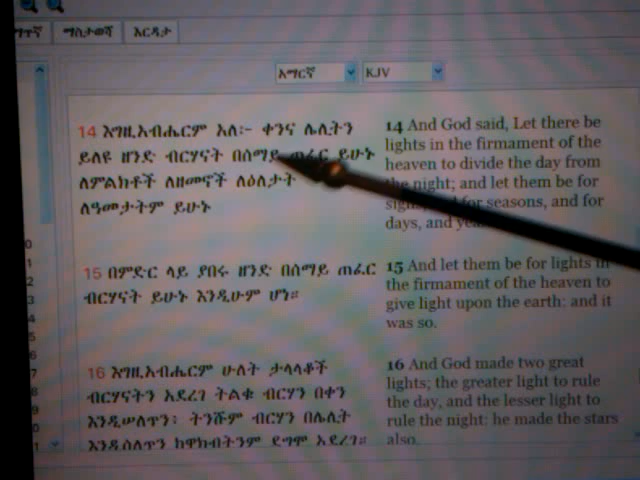 ማስታወሻ
እርዳታ
አማርኛ
KJV
14 እግዚአብሔርም አለ፦ ቀንና ሌሊትን
ይለዩ ዘንድ ብርሃናት በሰማይ ጠፈር ይሁኑ
ለምልክቶች ለዘመኖች ለዕለታት
ለዓመታትም ይሁኑ
15 በምድር ላይ ያበሩ ዘንድ በሰማይ ጠፈር
ብርሃናት ይሁኑ እንዲሁም ሆነ።
16 እግዚአብሔርም ሁለት ታላላቆች
ብርሃናትን አደረገ ትልቁ ብርሃን በቀን
እንዲሠለጥን፥ ትንሹም ብርሃን በሌሊት
እንዲሰለጥን ከዋክብትንም ደግሞ አደረገ።
14 And God said, Let there be
lights in the firmament of the
heaven to divide the day from
the night; and let them be for
for seasons, and for
days, and
15 And let them be for lights in
the firmament of the heaven to
give light upon the earth: and it
was so.
16 And God made two great
lights; the greater light to rule
the day, and the lesser light to
rule the night: he made the stars
also.